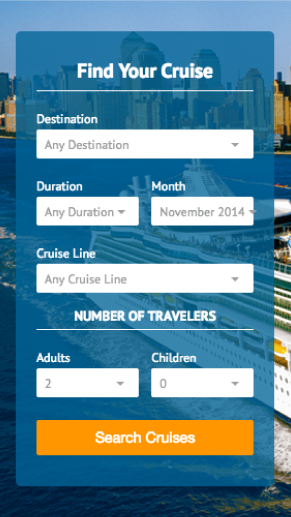 Find Your Cruise
Destination
Any Destination
Duration Month
Any Duration November 2014
Cruise Line
Any Cruise Line
NUMBER OF TRAVELERS
Adults Children
2 0
Search Cruises